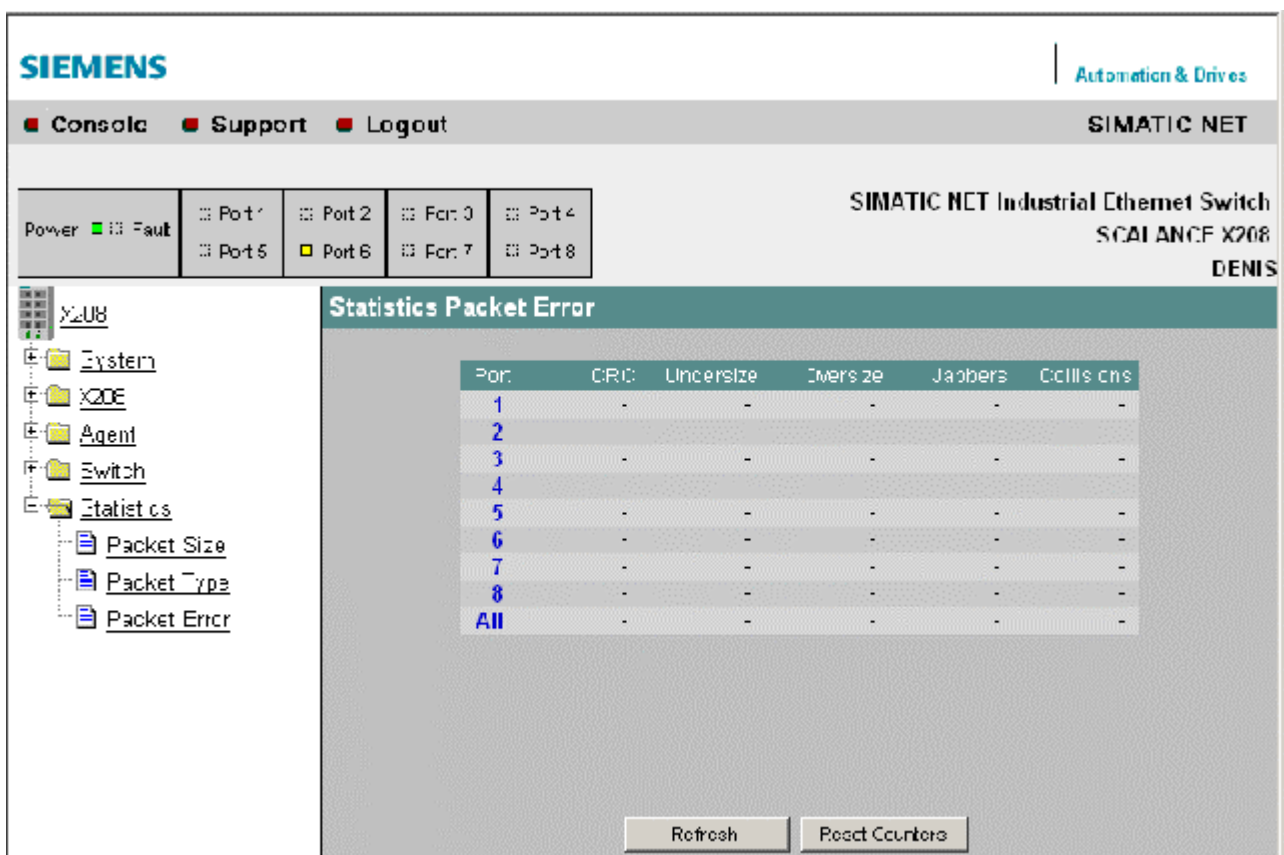 SIEMENS
Automation & Drives
Console Support Logout
SIMATIC NET
Power Fault
Port 1 Port 2 Port 3 Port 4
Port 5 Port 6 Port 7 Port 8
SIMATIC NET Industrial Ethernet Switch
SCALANCE X208
DENIS
X208
System
X208
Agent
Switch
Statistics
Packet Size
Packet Type
Packet Error
Statistics Packet Error
Port CRC Undersize Oversize Jabbers Collisions
1 - - - - -
2
3 - - - - -
4
5 - - - - -
6 - - - - -
7 - - - - -
8 - - - - -
All - - - - -
Refresh Reset Counters